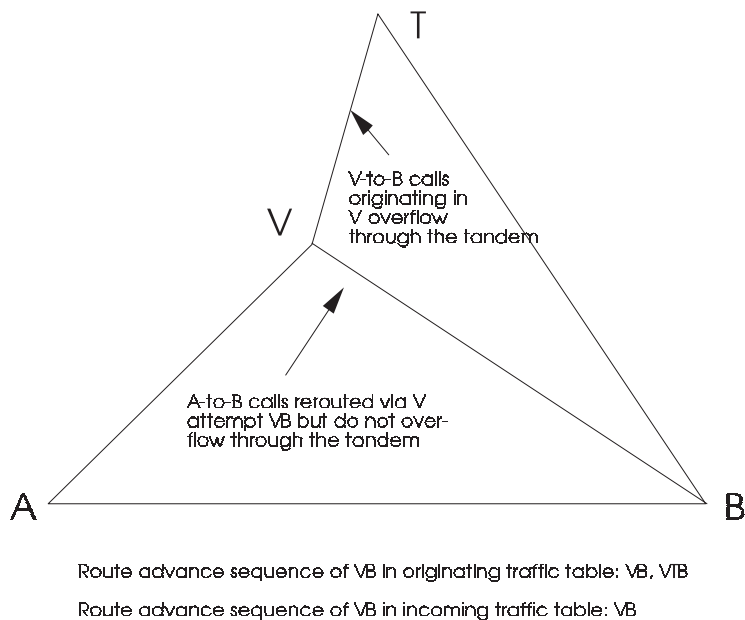 T
V-to-B calls
originating in
V overflow
through the tandem
V
A-to-B calls rerouted via V
attempt VB but do not over-
flow through the tandem
A
B
Route advance sequence of VB in originating traffic table: VB, VTB
Route advance sequence of VB in incoming traffic table: VB